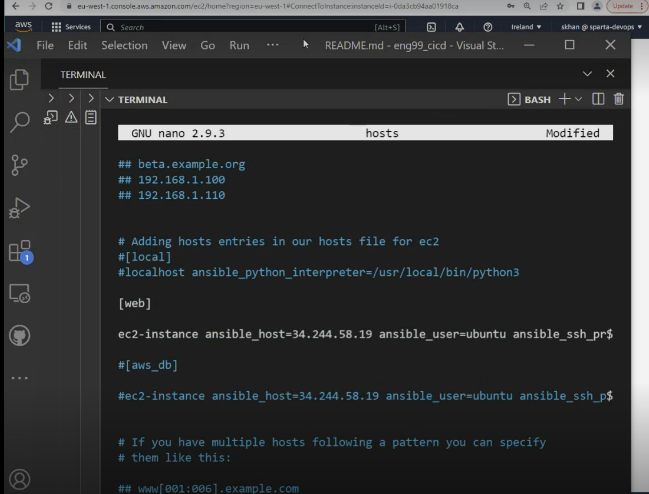 eu-west-1.console.aws.amazon.com/ec2/home?region=eu-west-1#ConnectToInstance:instanceId=i-0da3cb94aa01918ca
Update
aws
Services
Search
[Alt+S]
Ireland
skhan @ sparta-devops
File Edit Selection View Go Run ... README.md - eng99_cicd - Visual St...
TERMINAL
TERMINAL
BASH
GNU nano 2.9.3 hosts Modified
## beta.example.org
## 192.168.1.100
## 192.168.1.110
# Adding hosts entries in our hosts file for ec2
#[local]
#localhost ansible_python_interpreter=/usr/local/bin/python3
[web]
ec2-instance ansible_host=34.244.58.19 ansible_user=ubuntu ansible_ssh_pr$
#[aws_db]
#ec2-instance ansible_host=34.244.58.19 ansible_user=ubuntu ansible_ssh_p$
1
# If you have multiple hosts following a pattern you can specify
# them like this:
## www[001:006].example.com